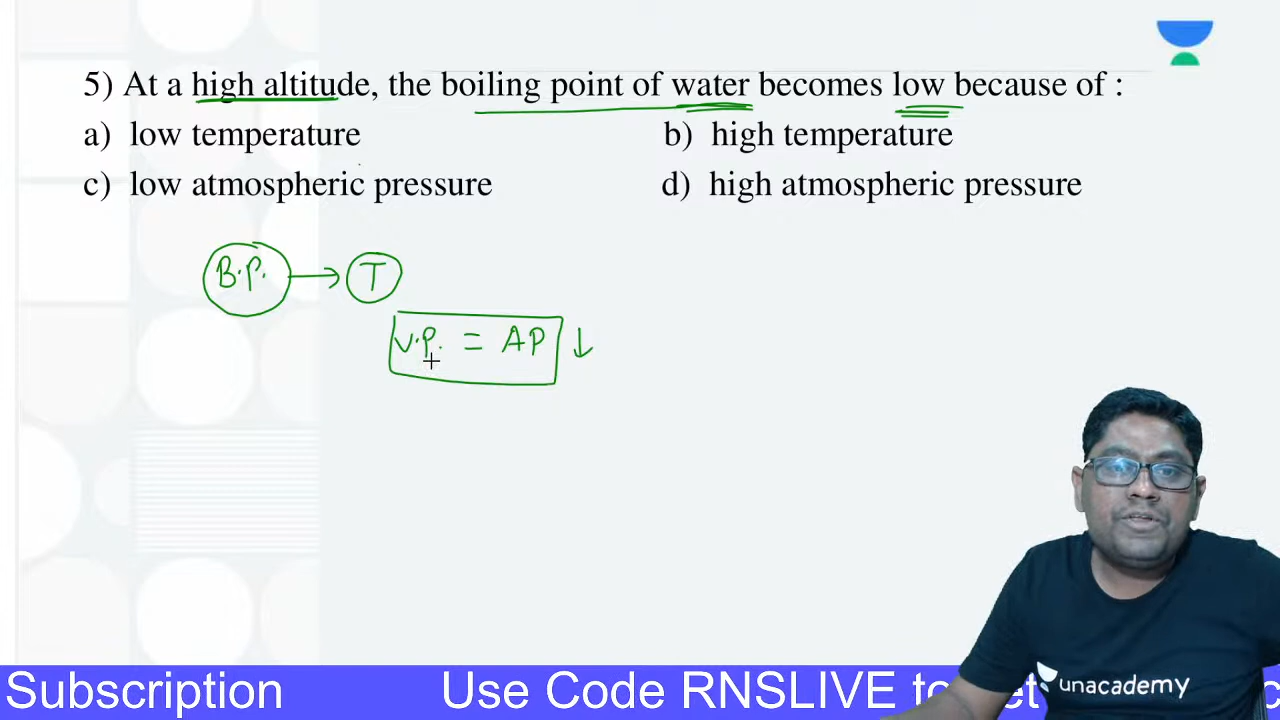 5) At a high altitude, the boiling point of water becomes low because of :
a) low temperature b) high temperature
c) low atmospheric pressure d) high atmospheric pressure
B.P. → T
V.P. = AP ↓
unacademy
Subscription Use Code RNSLIVE to